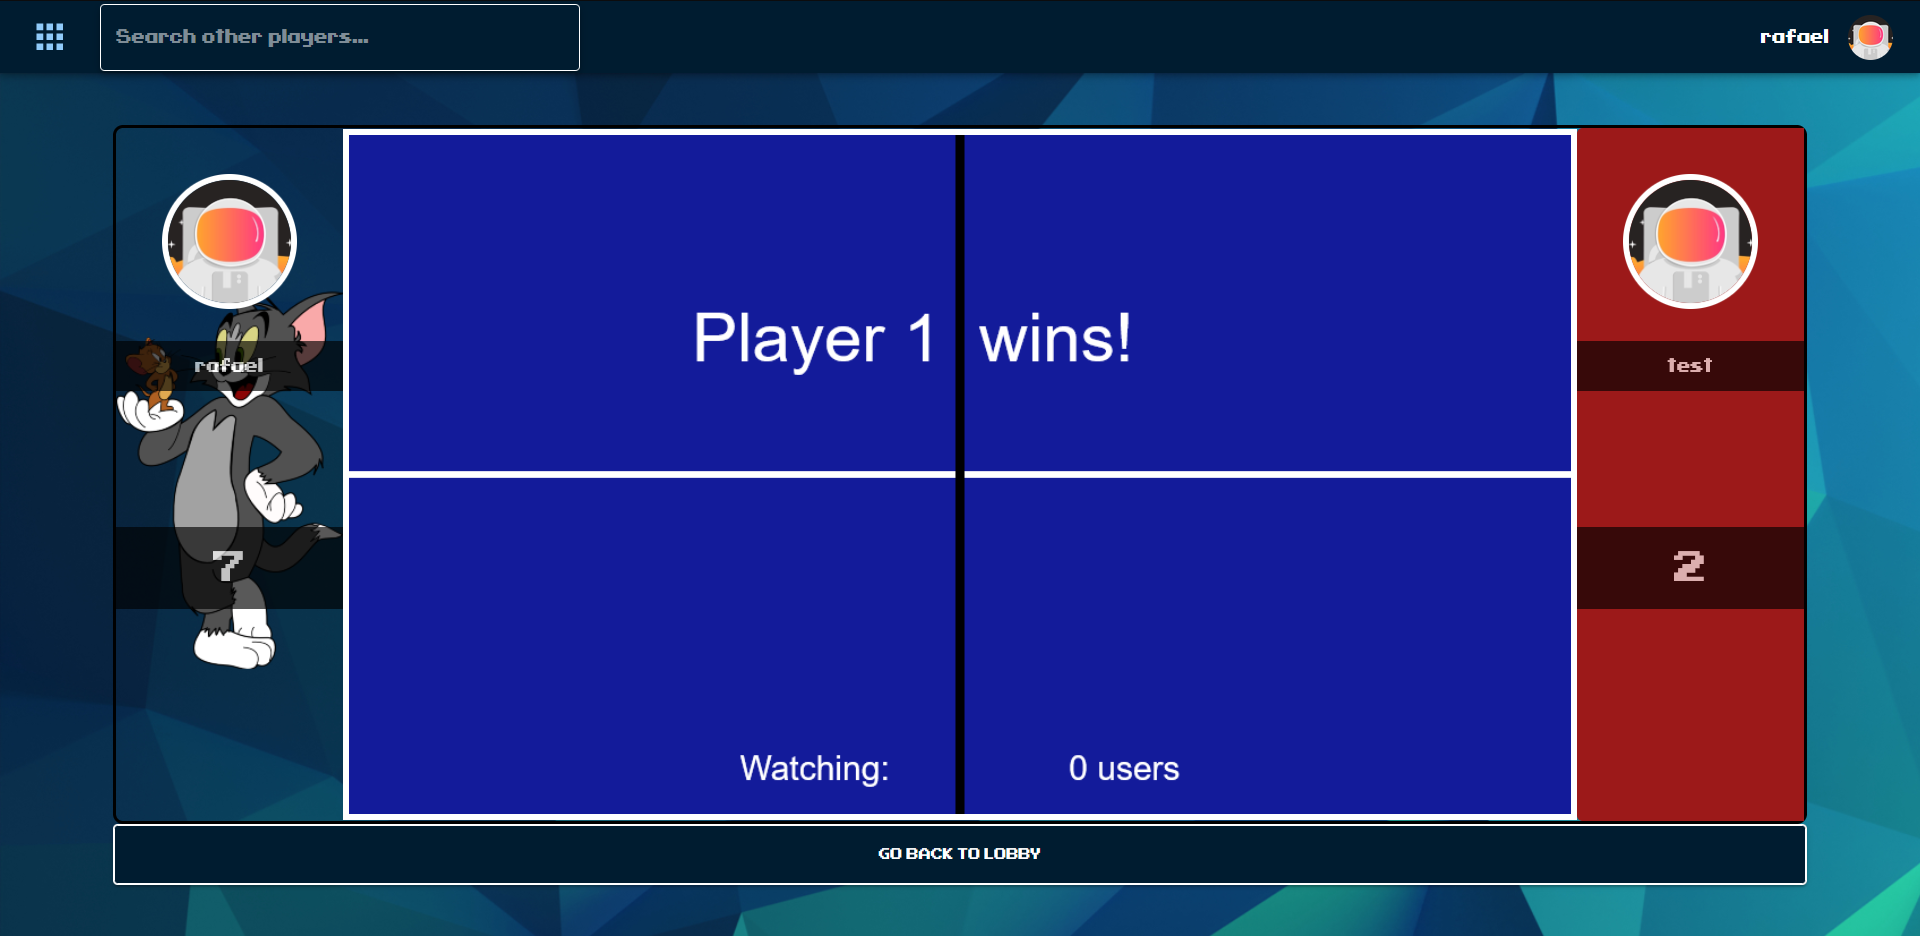 Search other players...
rafael
rafael
test
Player 1 wins!
7
2
Watching: 0 users
GO BACK TO LOBBY